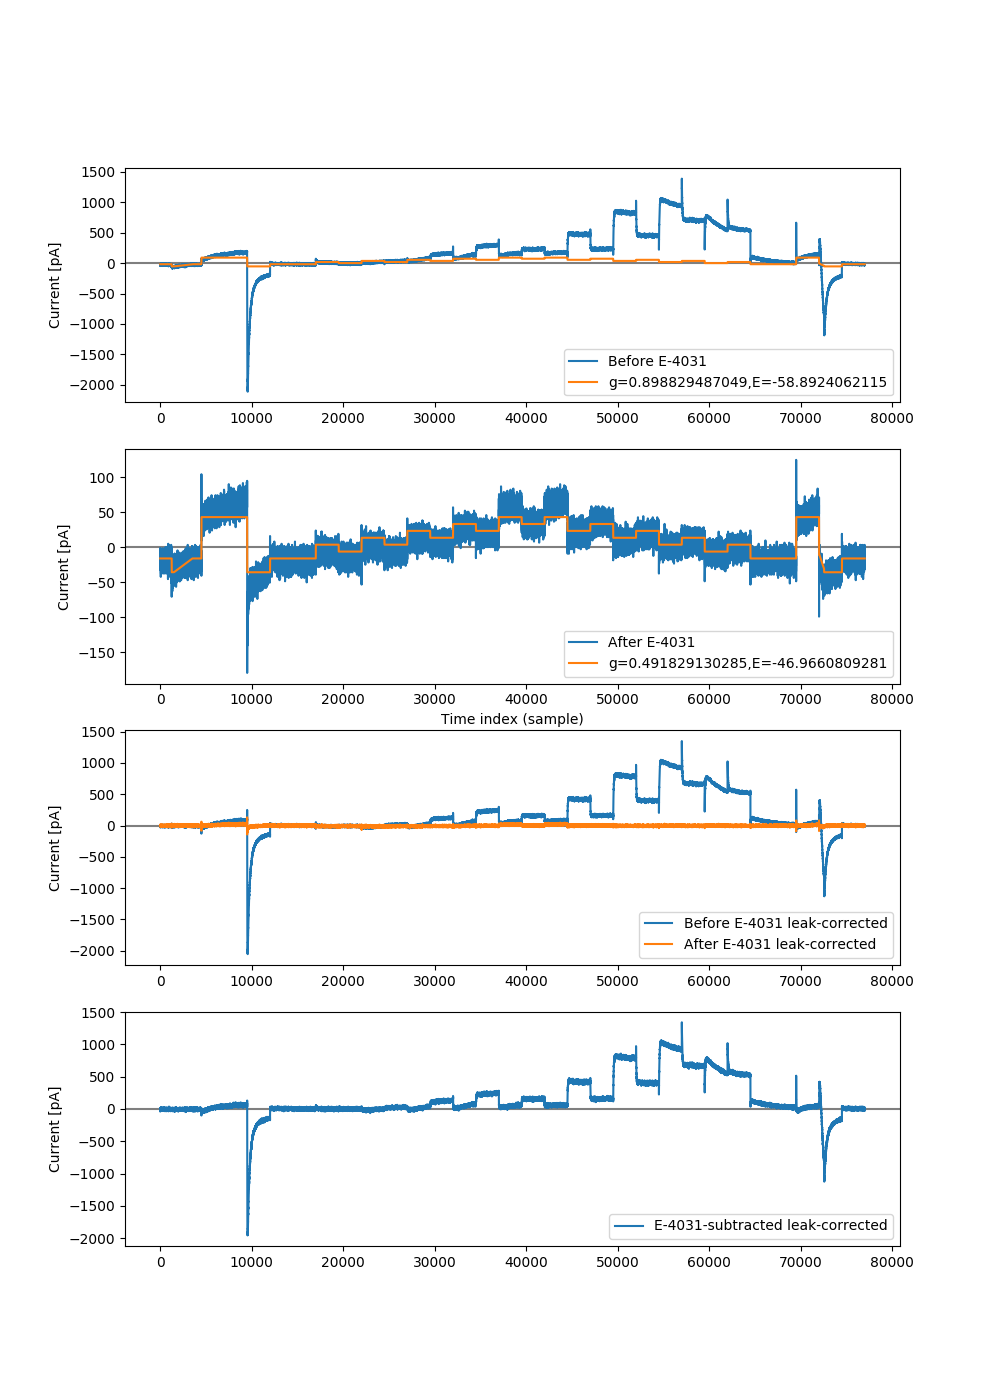 1500
1000
500
0
−500
−1000
−1500
−2000
Current [pA]
Before E-4031
g=0.898829487049,E=-58.8924062115
0 10000 20000 30000 40000 50000 60000 70000 80000
100
50
0
−50
−100
−150
Current [pA]
After E-4031
g=0.491829130285,E=-46.9660809281
0 10000 20000 30000 40000 50000 60000 70000 80000
Time index (sample)
1500
1000
500
0
−500
−1000
−1500
−2000
Current [pA]
Before E-4031 leak-corrected
After E-4031 leak-corrected
0 10000 20000 30000 40000 50000 60000 70000 80000
1500
1000
500
0
−500
−1000
−1500
−2000
Current [pA]
E-4031-subtracted leak-corrected
0 10000 20000 30000 40000 50000 60000 70000 80000